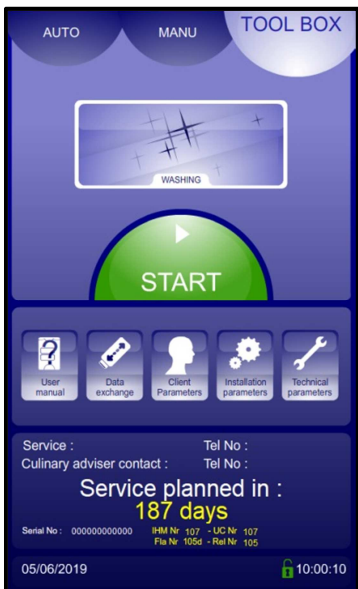 AUTO MANU TOOL BOX
WASHING
START
User manual
Data exchange
Client Parameters
Installation parameters
Technical parameters
Service : Tel No :
Culinary adviser contact : Tel No :
Service planned in :
187 days
Serial No : 000000000000 IHM Nr 107 - UC Nr 107
Fla Nr 105d - Rel Nr 105
05/06/2019 10:00:10